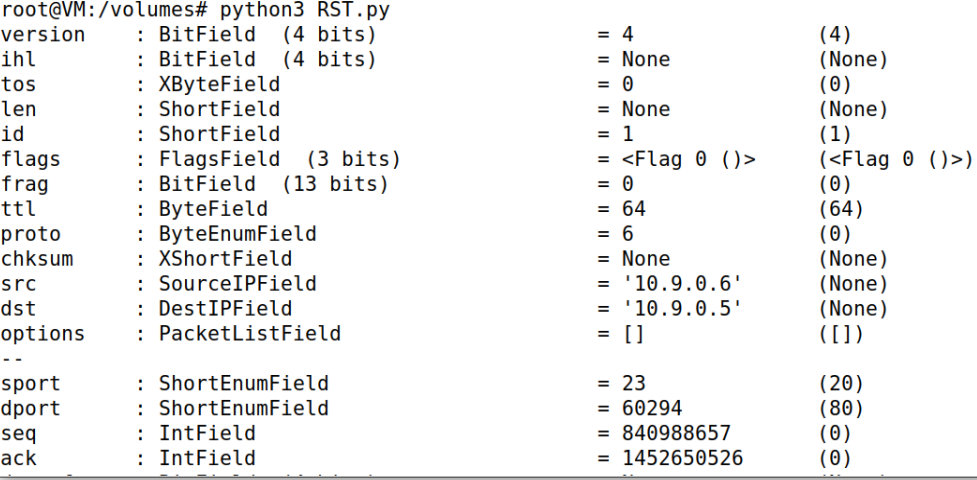 root@VM:/volumes# python3 RST.py
version    : BitField  (4 bits)                  = 4               (4)
ihl        : BitField  (4 bits)                  = None            (None)
tos        : XByteField                          = 0               (0)
len        : ShortField                          = None            (None)
id         : ShortField                          = 1               (1)
flags      : FlagsField  (3 bits)                = <Flag 0 ()>     (<Flag 0 ()>)
frag       : BitField  (13 bits)                 = 0               (0)
ttl        : ByteField                           = 64              (64)
proto      : ByteEnumField                       = 6               (0)
chksum     : XShortField                         = None            (None)
src        : SourceIPField                       = '10.9.0.6'      (None)
dst        : DestIPField                         = '10.9.0.5'      (None)
options    : PacketListField                     = []              ([])
--
sport      : ShortEnumField                      = 23              (20)
dport      : ShortEnumField                      = 60294           (80)
seq        : IntField                            = 840988657       (0)
ack        : IntField                            = 1452650526      (0)